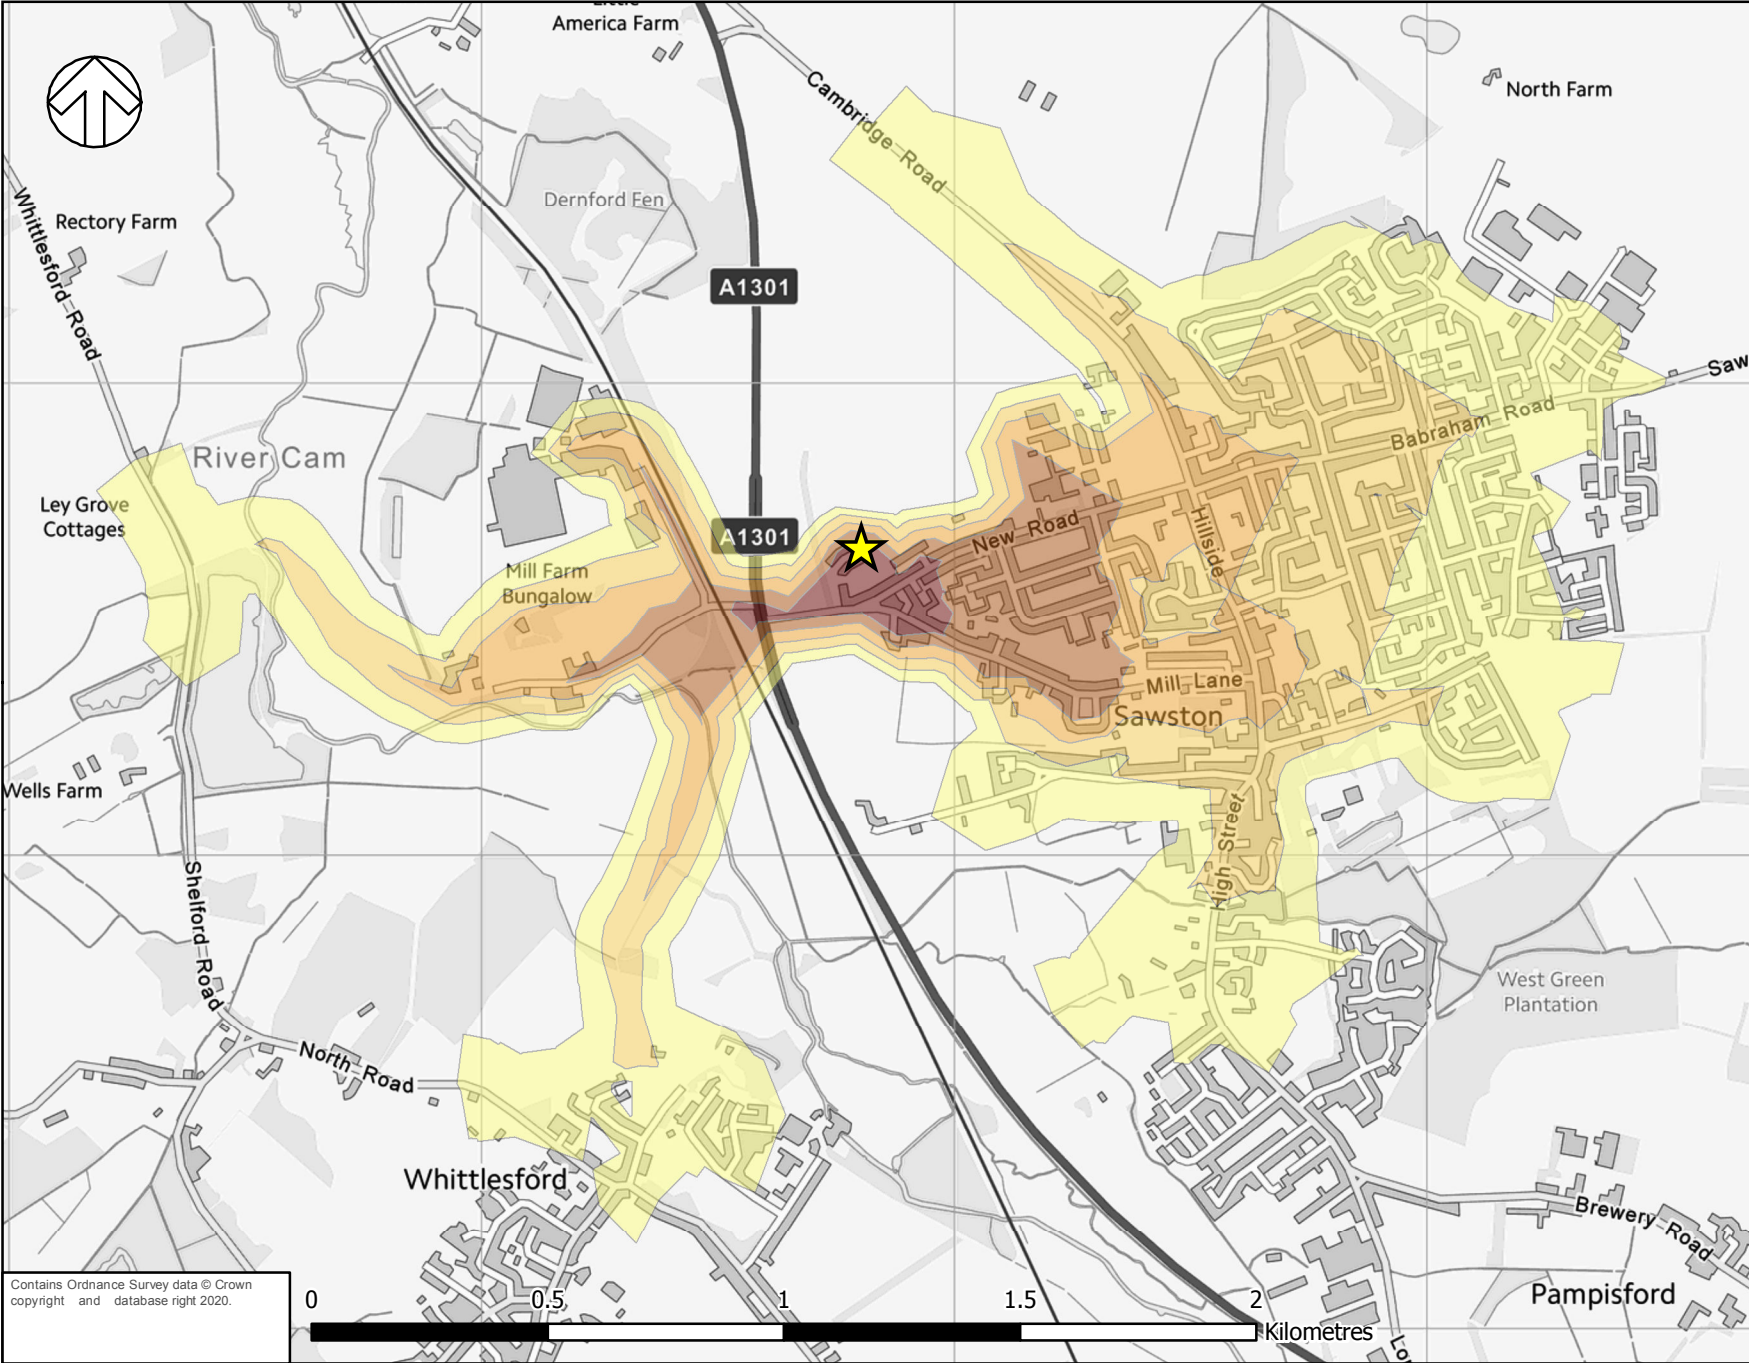 Little
America Farm
Cambridge Road
North Farm
Whittlesford Road
Rectory Farm
Dernford Fen
A1301
Saw
Babraham Road
River Cam
Ley Grove
Cottages
A1301
New Road
Hillside
Mill Farm
Bungalow
Mill Lane
Sawston
Wells Farm
High Street
Shelford Road
West Green
Plantation
North Road
Whittlesford
Brewery Road
Pampisford
Contains Ordnance Survey data © Crown
copyright and database right 2020.
0 0.5 1 1.5 2
Kilometres